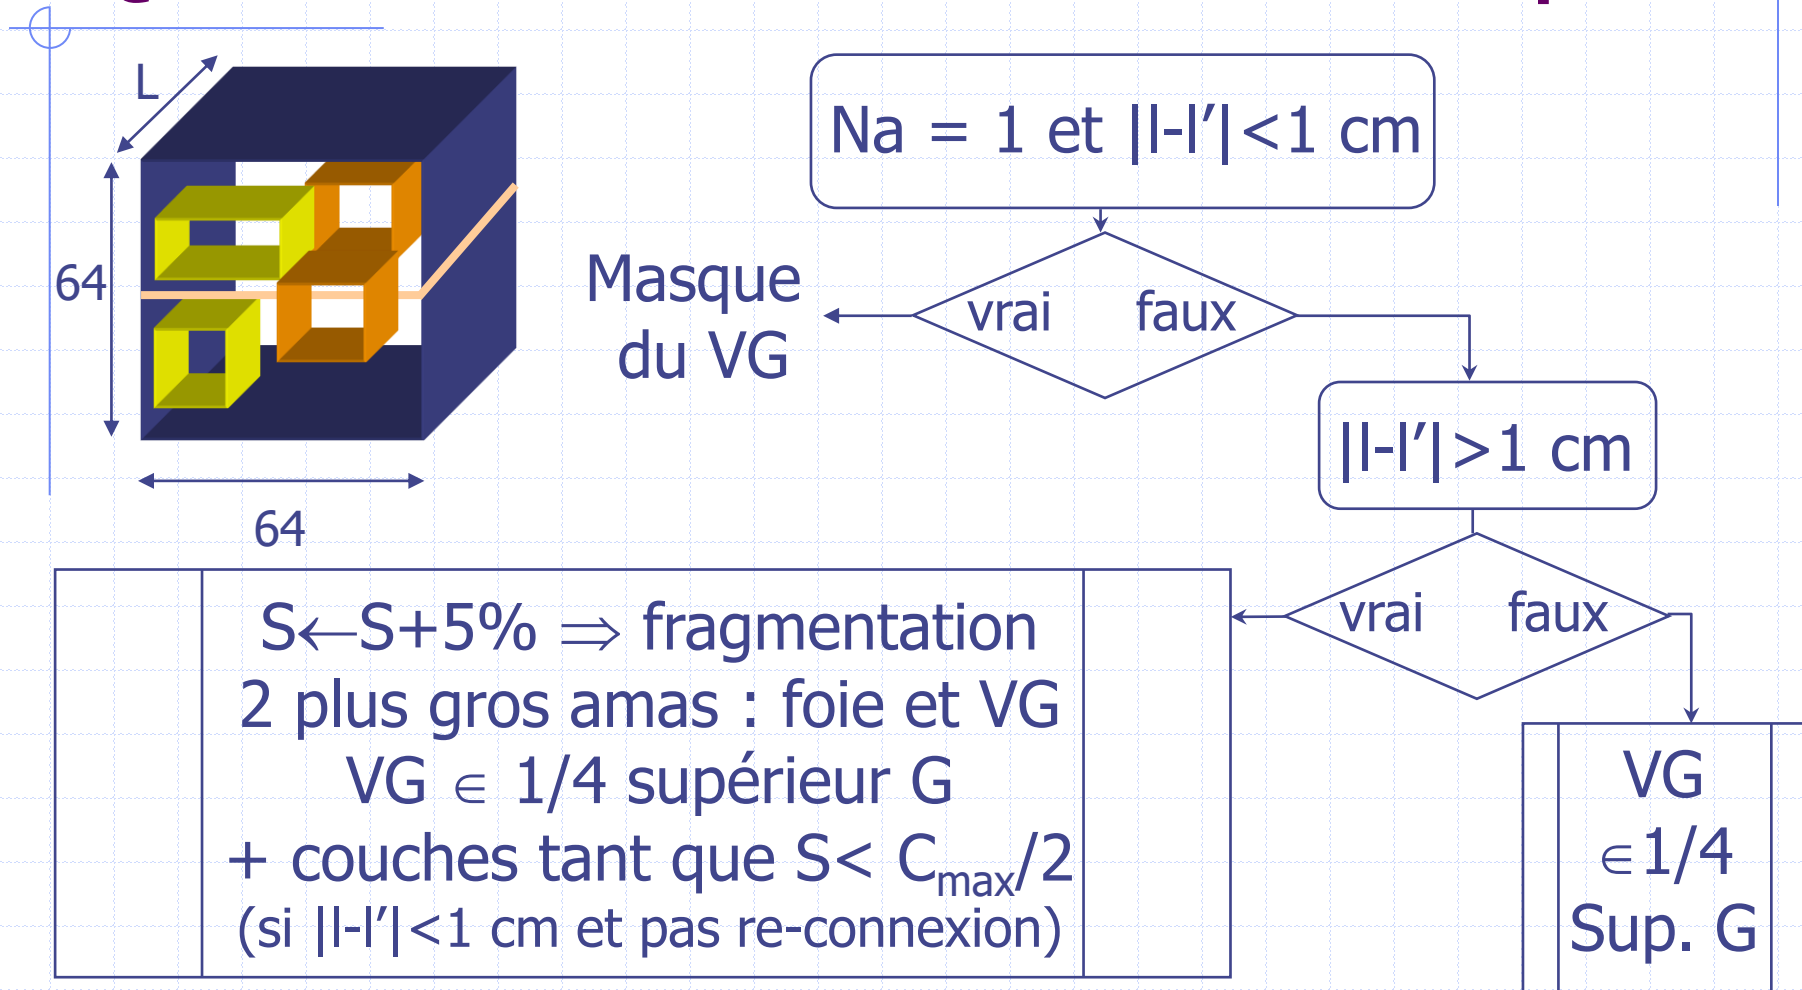 L
64
64
Na = 1 et |l-l’|<1 cm
Masque
du VG
vrai faux
|l-l’|>1 cm
vrai faux
S←S+5% ⇒ fragmentation
2 plus gros amas : foie et VG
VG ∈ 1/4 supérieur G
+ couches tant que S< Cmax/2
(si |l-l’|<1 cm et pas re-connexion)
VG
∈1/4
Sup. G